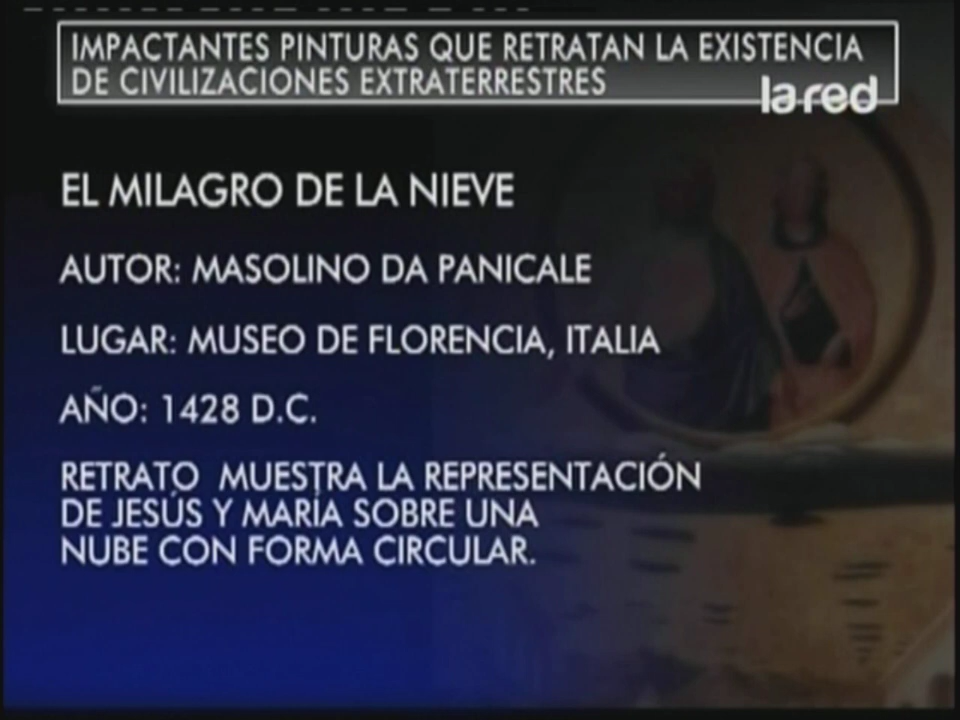 IMPACTANTES PINTURAS QUE RETRATAN LA EXISTENCIA
DE CIVILIZACIONES EXTRATERRESTRES
la red
EL MILAGRO DE LA NIEVE
AUTOR: MASOLINO DA PANICALE
LUGAR: MUSEO DE FLORENCIA, ITALIA
AÑO: 1428 D.C.
RETRATO MUESTRA LA REPRESENTACIÓN
DE JESÚS Y MARÍA SOBRE UNA
NUBE CON FORMA CIRCULAR.